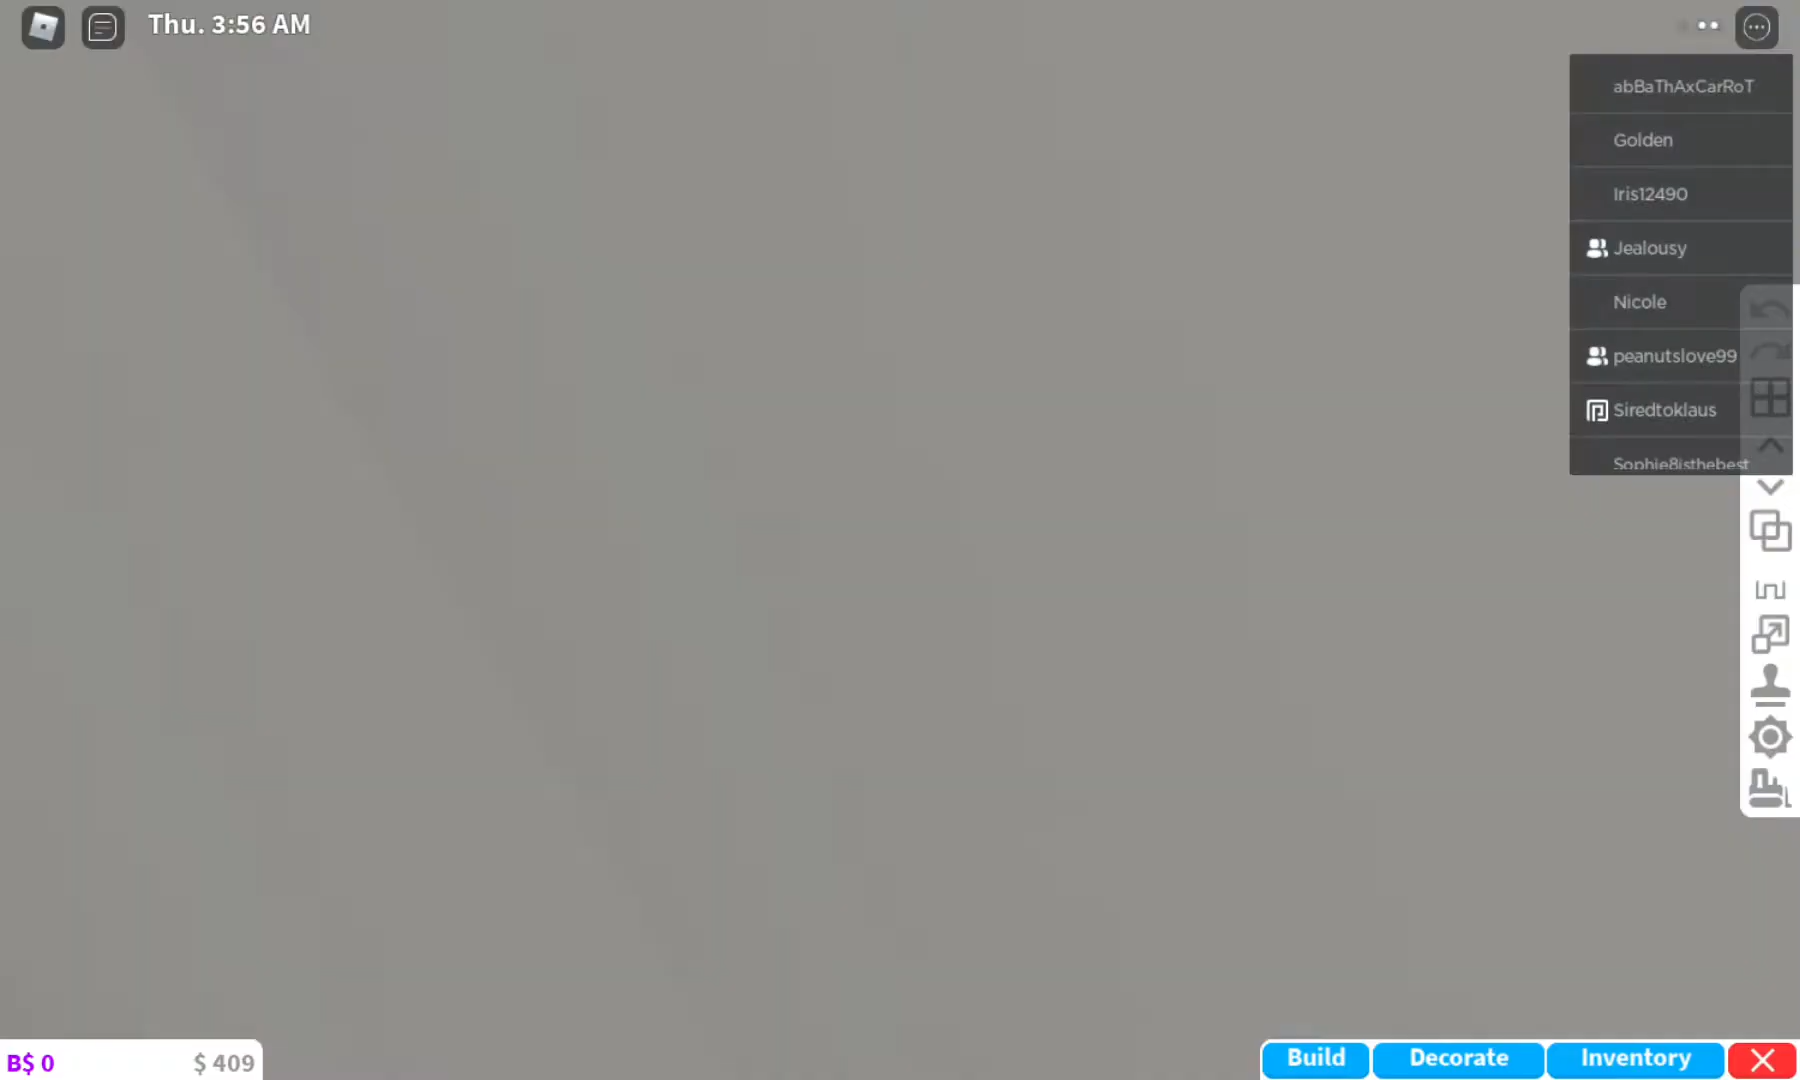 Thu. 3:56 AM
abBaThAxCarRoT
Golden
Iris12490
Jealousy
Nicole
peanutslove99
Siredtoklaus
Sophie8isthebest
B$ 0
$ 409
Build
Decorate
Inventory